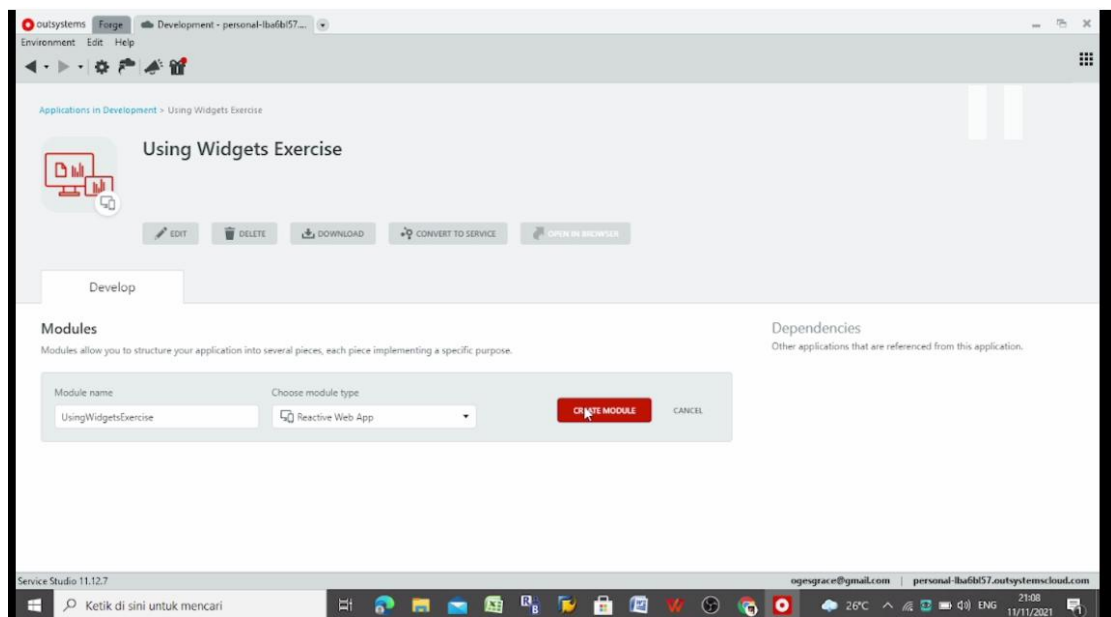 outsystems Forge Development - personal-lba6bl57....
Environment Edit Help
Applications in Development > Using Widgets Exercise
Using Widgets Exercise
EDIT DELETE DOWNLOAD CONVERT TO SERVICE OPEN IN BROWSER
Develop
Modules
Modules allow you to structure your application into several pieces, each piece implementing a specific purpose.
Dependencies
Other applications that are referenced from this application.
Module name Choose module type
UsingWidgetsExercise Reactive Web App CREATE MODULE CANCEL
Service Studio 11.12.7 ogesgrace@gmail.com | personal-lba6bl57.outsystemscloud.com
Ketik di sini untuk mencari 26°C ENG 21:08
11/11/2021